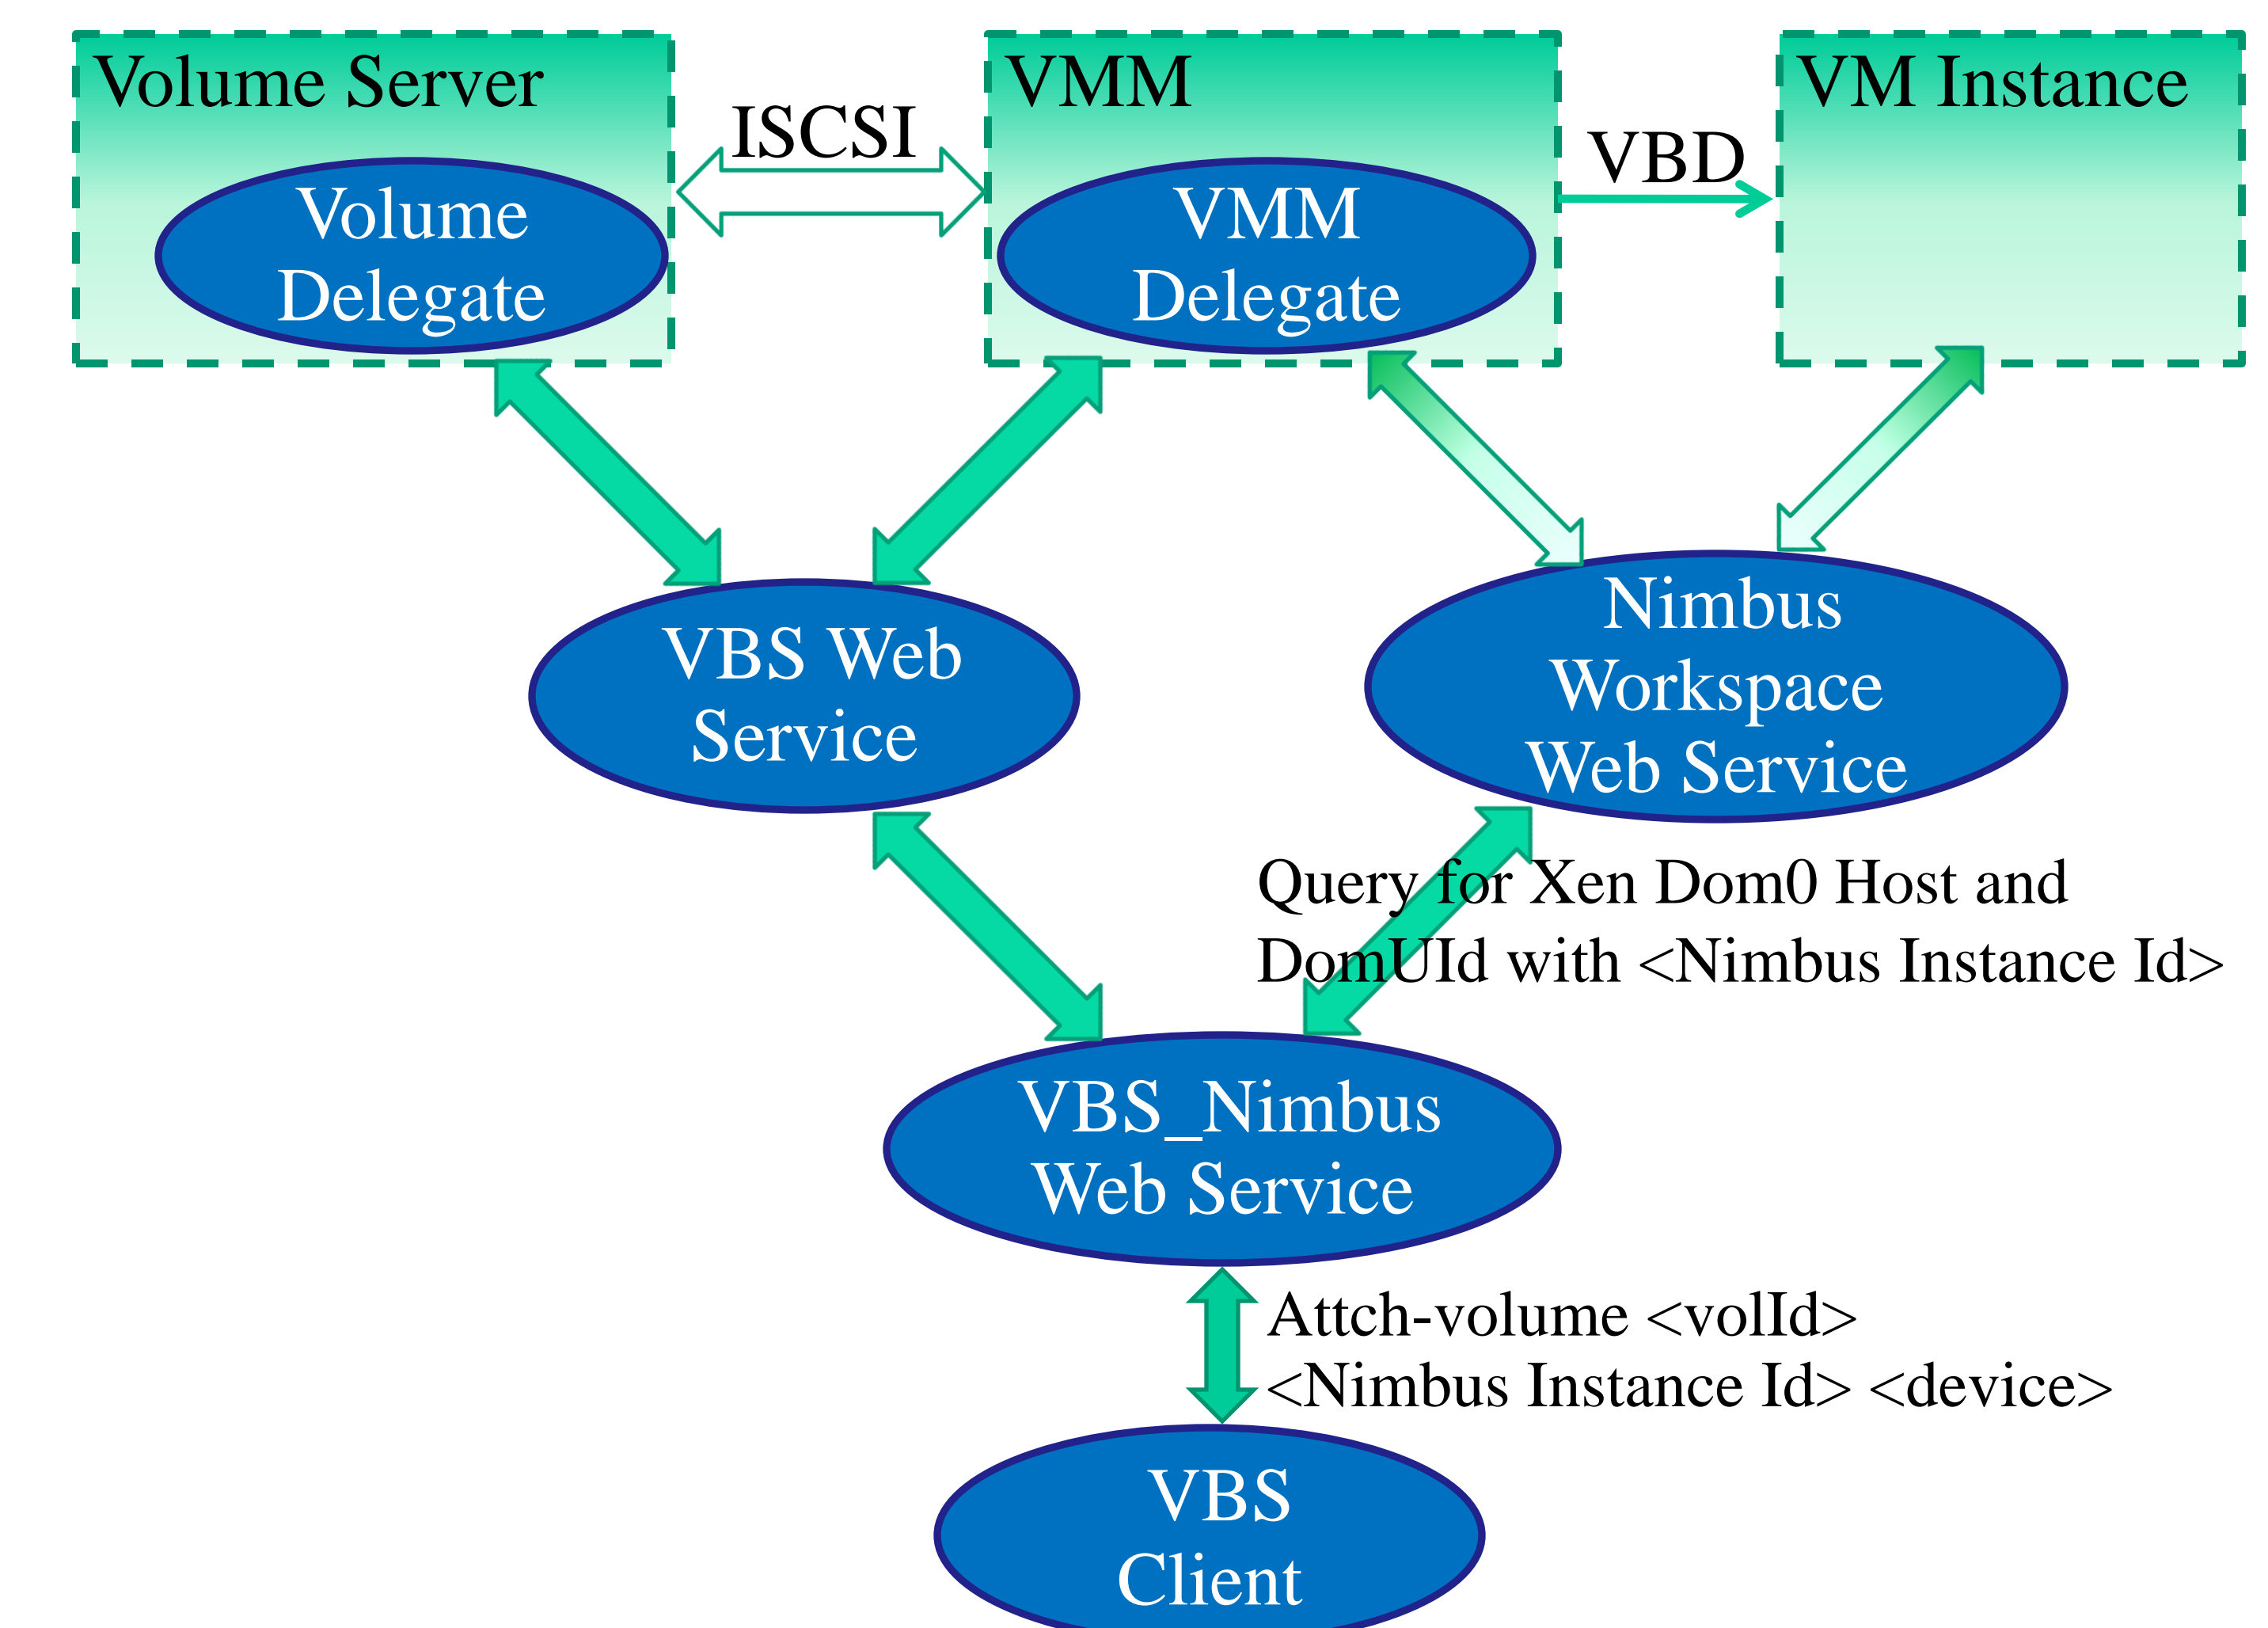 Volume Server
ISCSI
VMM
VBD
VM Instance
Volume
Delegate
VMM
Delegate
VBS Web
Service
Nimbus
Workspace
Web Service
Query for Xen Dom0 Host and
DomUId with <Nimbus Instance Id>
VBS_Nimbus
Web Service
Attch-volume <volId>
<Nimbus Instance Id> <device>
VBS
Client